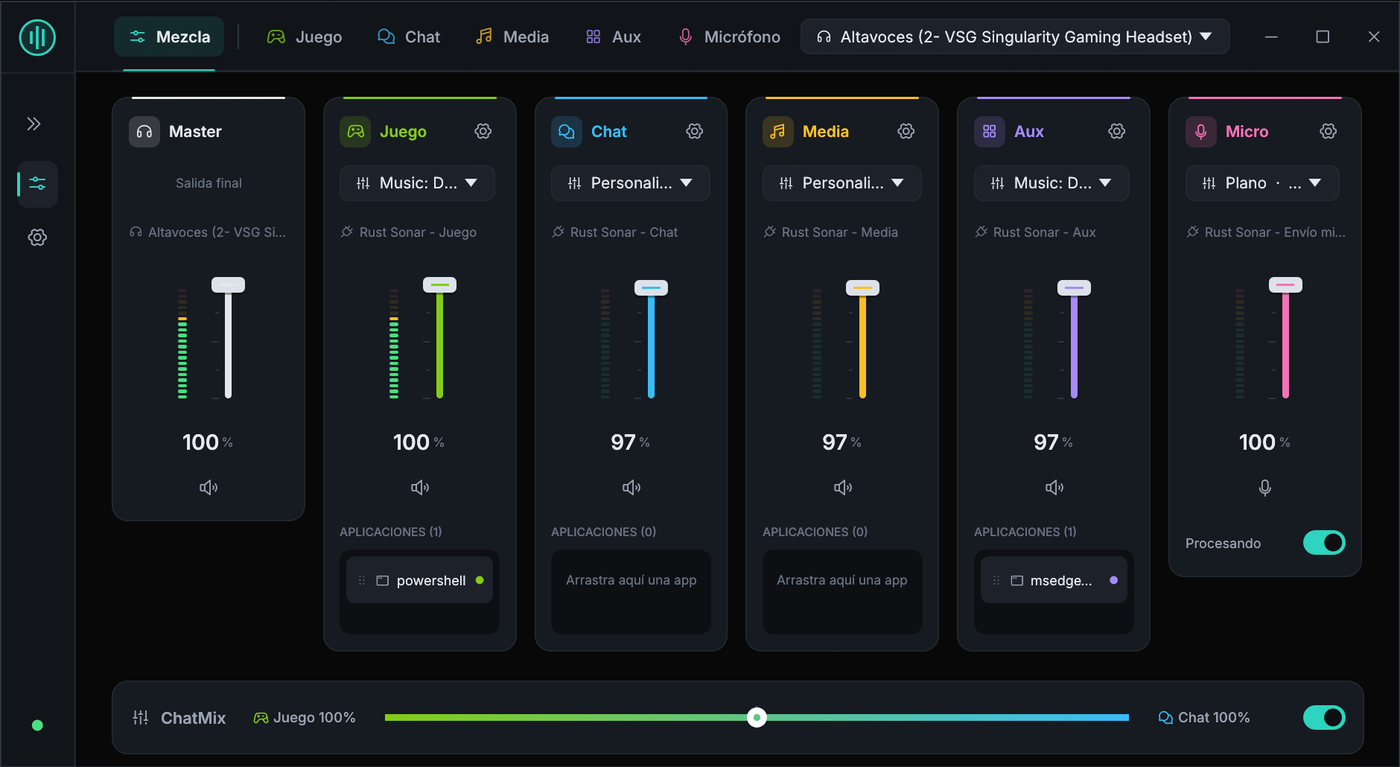 Mezcla
Juego
Chat
Media
Aux
Micrófono
Altavoces (2- VSG Singularity Gaming Headset)
Master
Salida final
Altavoces (2- VSG Si...
100 %
Juego
Music: D...
Rust Sonar - Juego
100 %
APLICACIONES (1)
powershell
Chat
Personali...
Rust Sonar - Chat
97 %
APLICACIONES (0)
Arrastra aquí una app
Media
Personali...
Rust Sonar - Media
97 %
APLICACIONES (0)
Arrastra aquí una app
Aux
Music: D...
Rust Sonar - Aux
97 %
APLICACIONES (1)
msedge...
Micro
Plano · ...
Rust Sonar - Envío mi...
100 %
Procesando
ChatMix
Juego 100%
Chat 100%